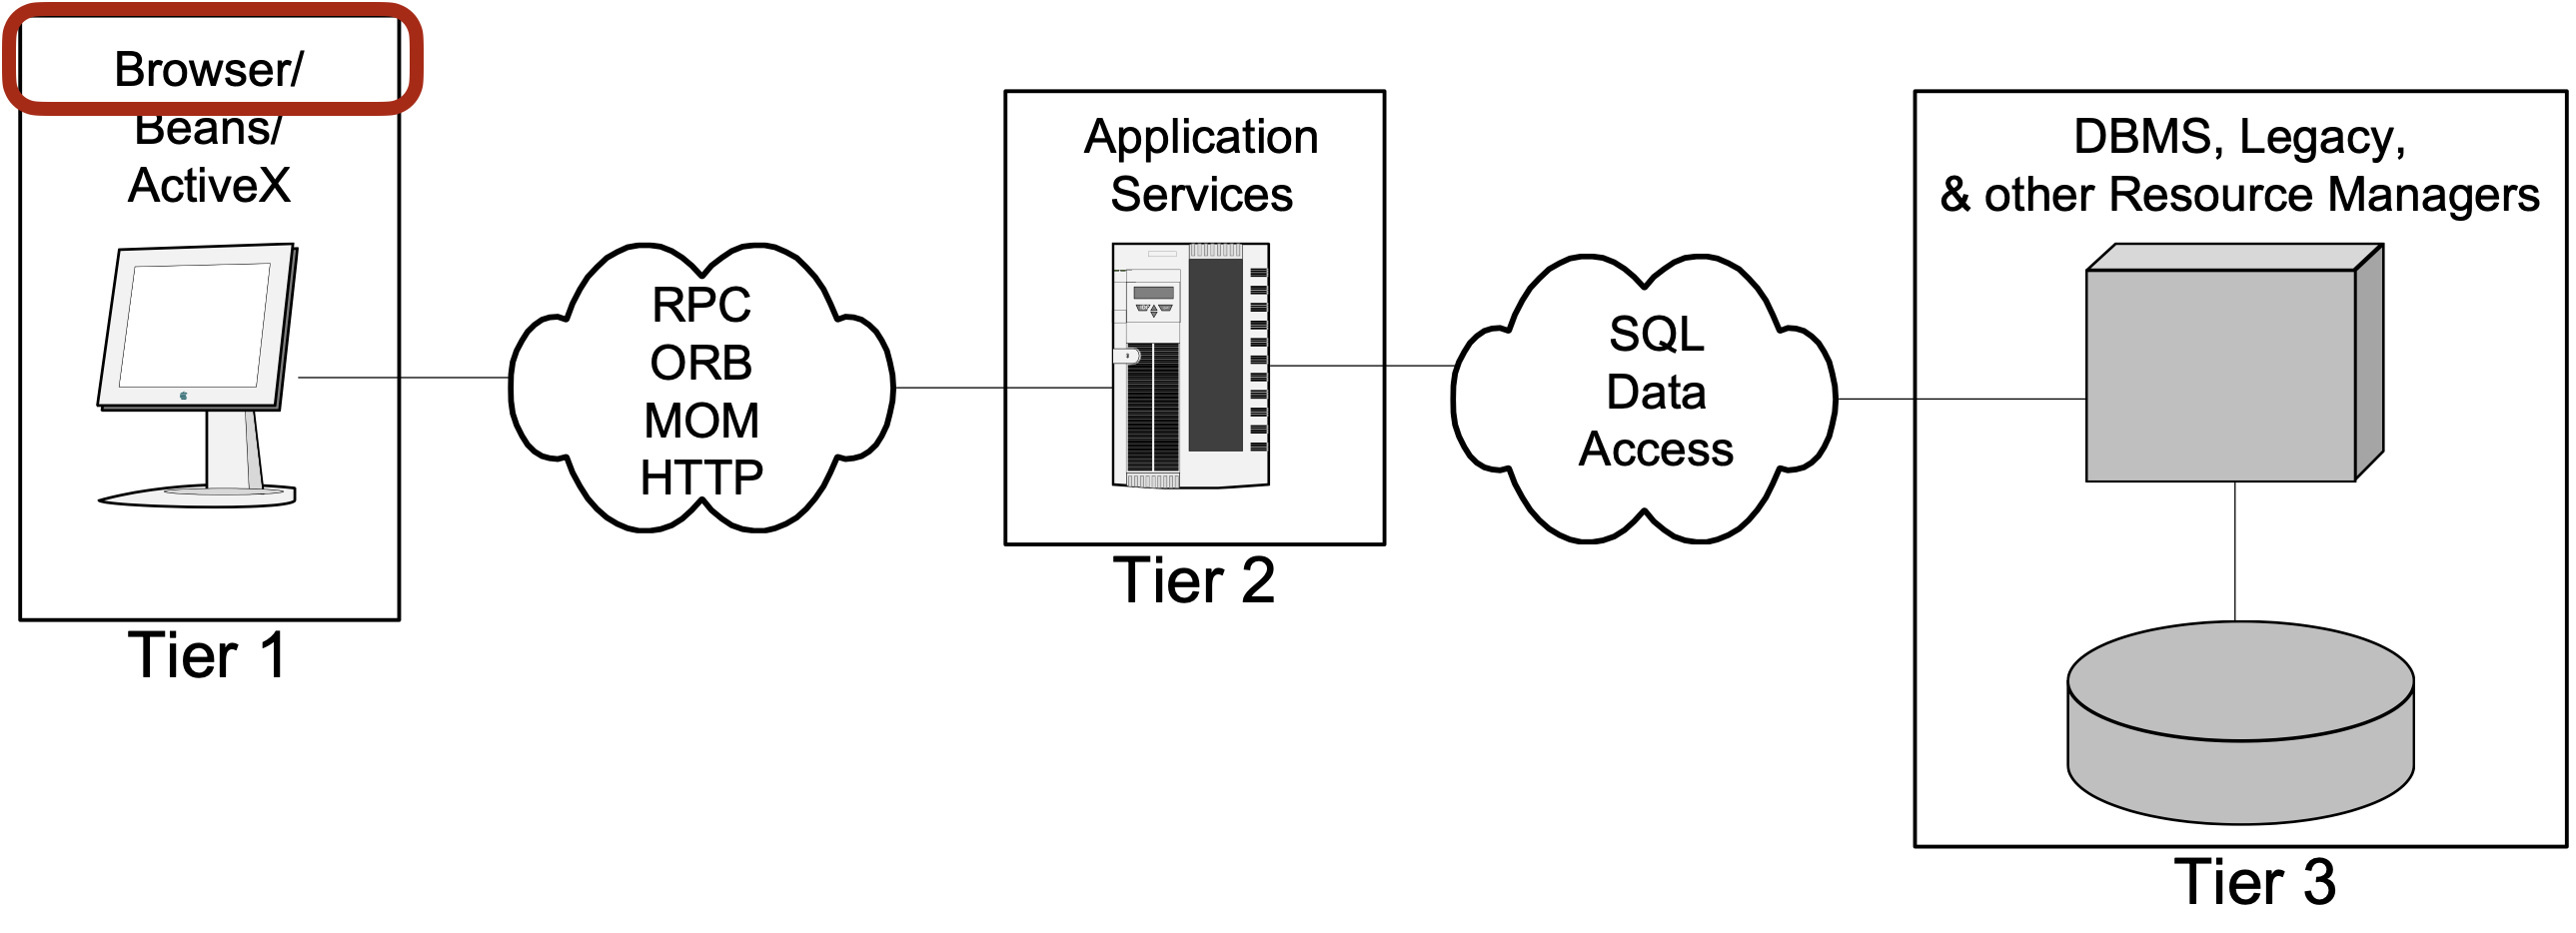 Browser/
Beans/
ActiveX
Tier 1
RPC
ORB
MOM
HTTP
Application
Services
Tier 2
SQL
Data
Access
DBMS, Legacy,
& other Resource Managers
Tier 3